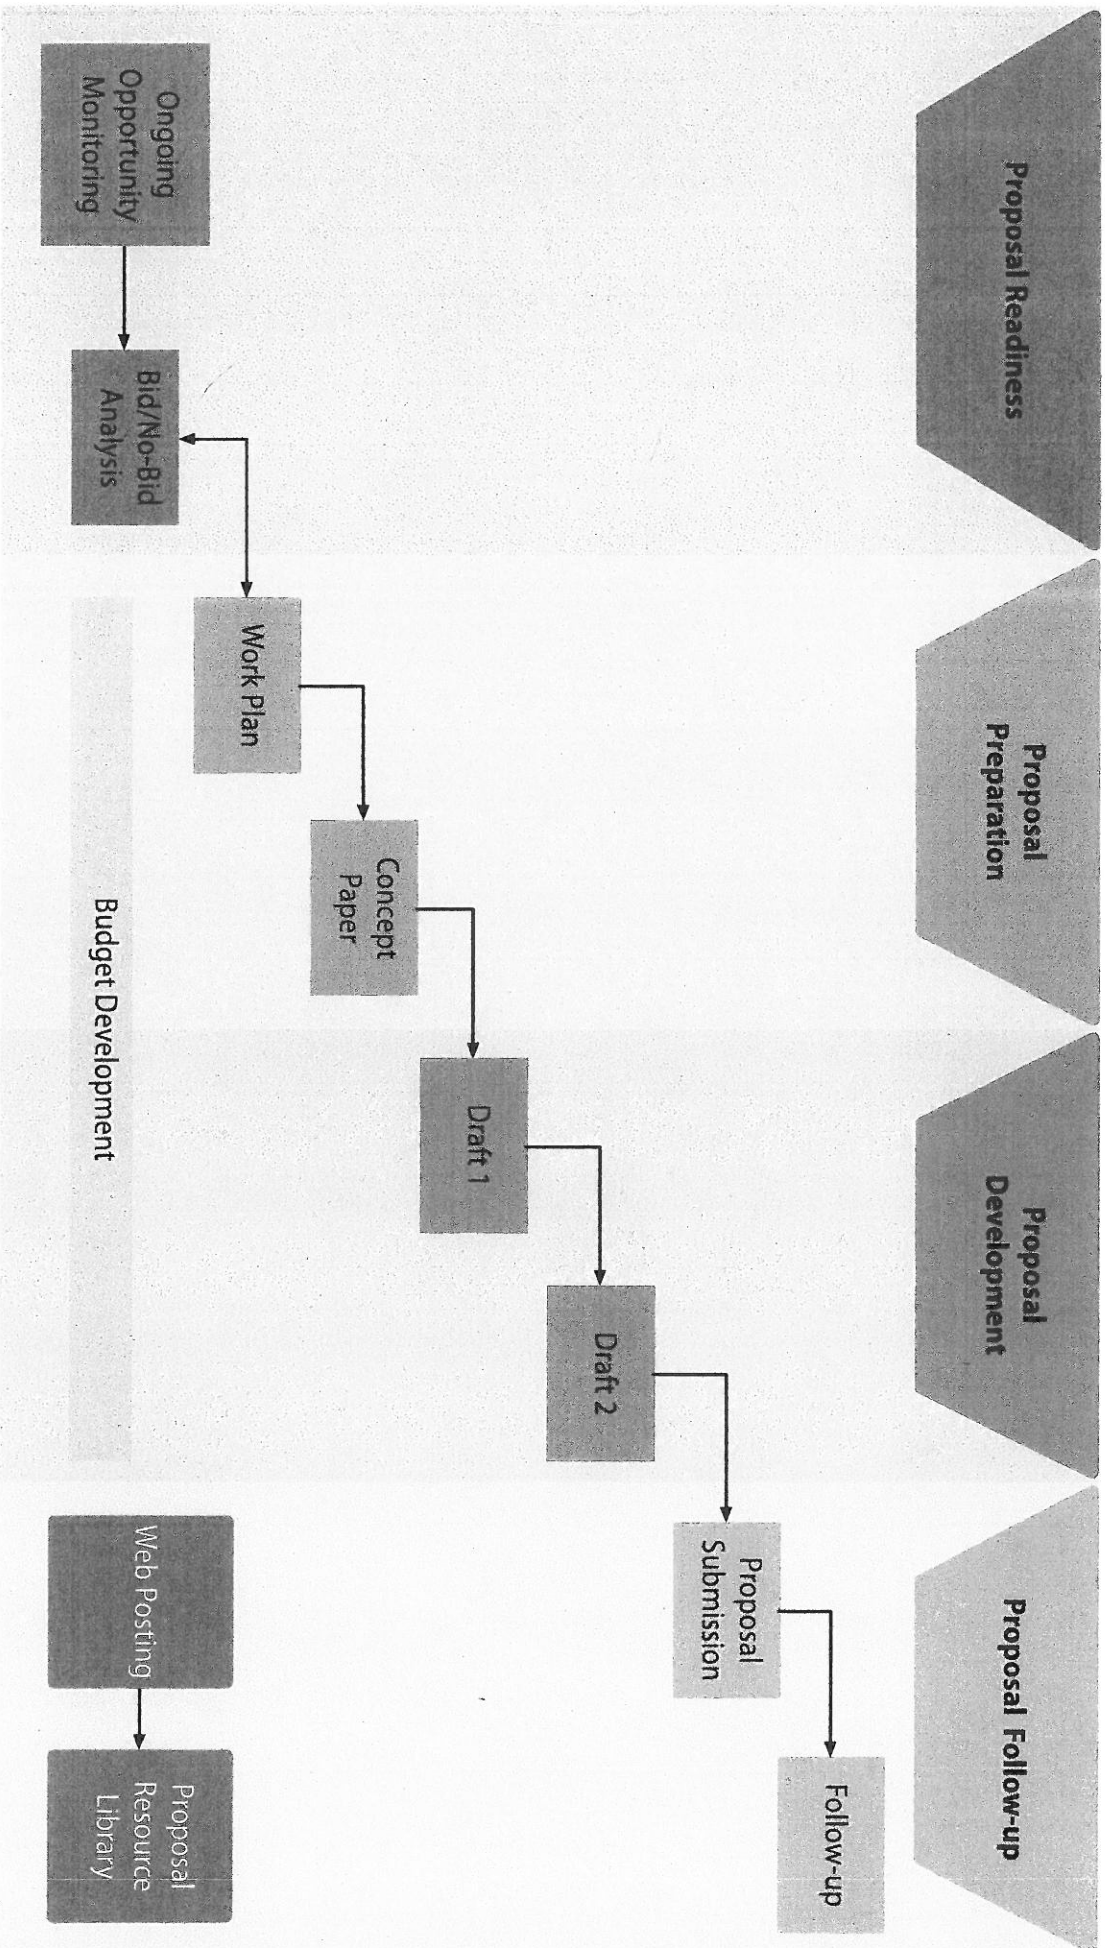 Proposal Readiness
Proposal
Preparation
Proposal
Development
Proposal Follow-up
Ongoing
Opportunity
Monitoring
Bid/No-Bid
Analysis
Work Plan
Concept
Paper
Draft 1
Draft 2
Proposal
Submission
Follow-up
Budget Development
Web Posting
Proposal
Resource
Library